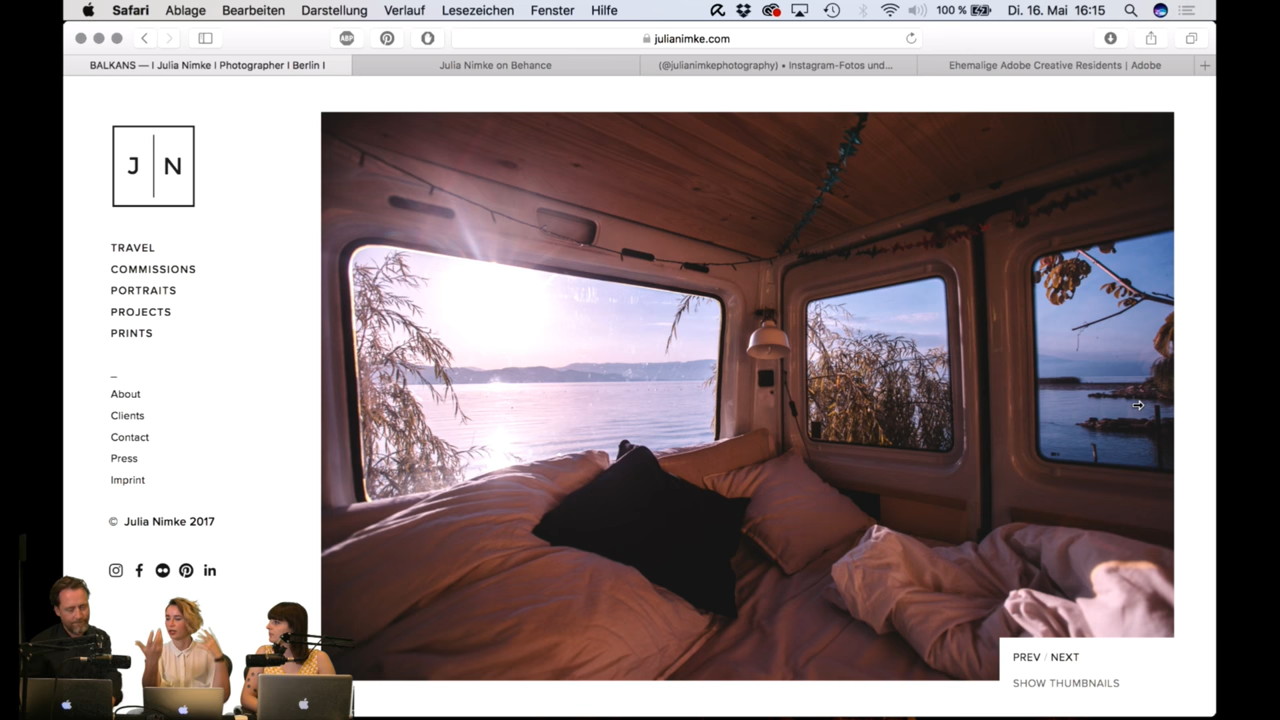 Safari Ablage Bearbeiten Darstellung Verlauf Lesezeichen Fenster Hilfe 100 % Di. 16. Mai 16:15
ABP julianimke.com
BALKANS — | Julia Nimke | Photographer | Berlin | Julia Nimke on Behance (@julianimkephotography) • Instagram-Fotos und... Ehemalige Adobe Creative Residents | Adobe
J N
TRAVEL
COMMISSIONS
PORTRAITS
PROJECTS
PRINTS
–
About
Clients
Contact
Press
Imprint
© Julia Nimke 2017
PREV / NEXT
SHOW THUMBNAILS